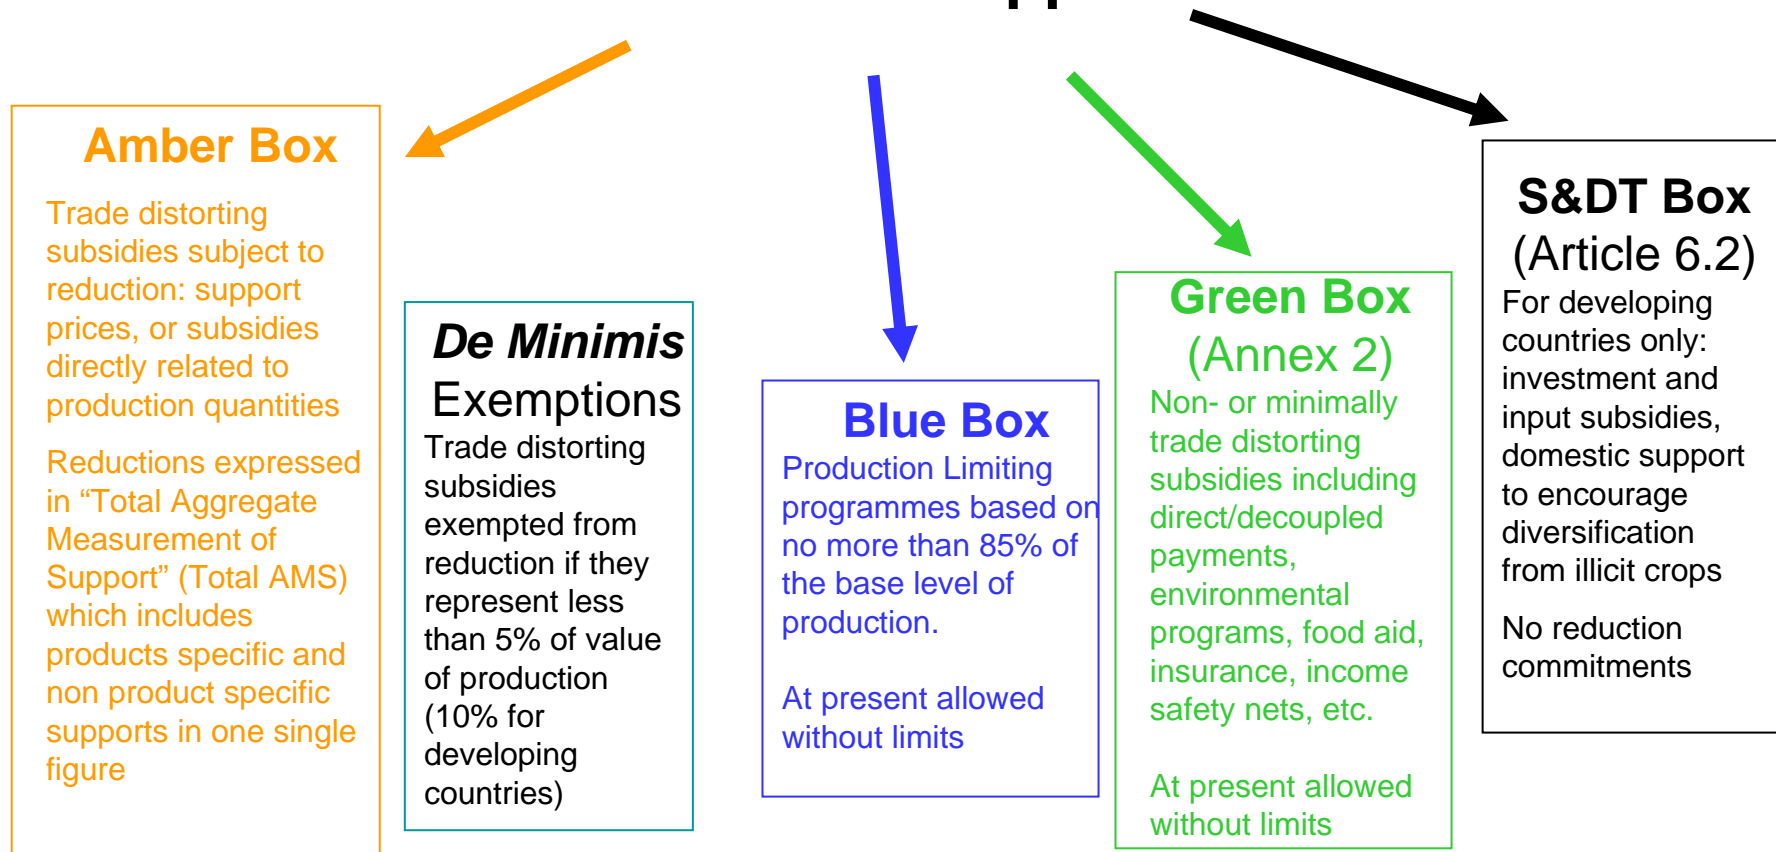 Amber Box
Trade distorting
subsidies subject to
reduction: support
prices, or subsidies
directly related to
production quantities
Reductions expressed
in “Total Aggregate
Measurement of
Support” (Total AMS)
which includes
products specific and
non product specific
supports in one single
figure
De Minimis
Exemptions
Trade distorting
subsidies
exempted from
reduction if they
represent less
than 5% of value
of production
(10% for
developing
countries)
Blue Box
Production Limiting
programmes based on
no more than 85% of
the base level of
production.
At present allowed
without limits
Green Box
(Annex 2)
Non- or minimally
trade distorting
subsidies including
direct/decoupled
payments,
environmental
programs, food aid,
insurance, income
safety nets, etc.
At present allowed
without limits
S&DT Box
(Article 6.2)
For developing
countries only:
investment and
input subsidies,
domestic support
to encourage
diversification
from illicit crops
No reduction
commitments